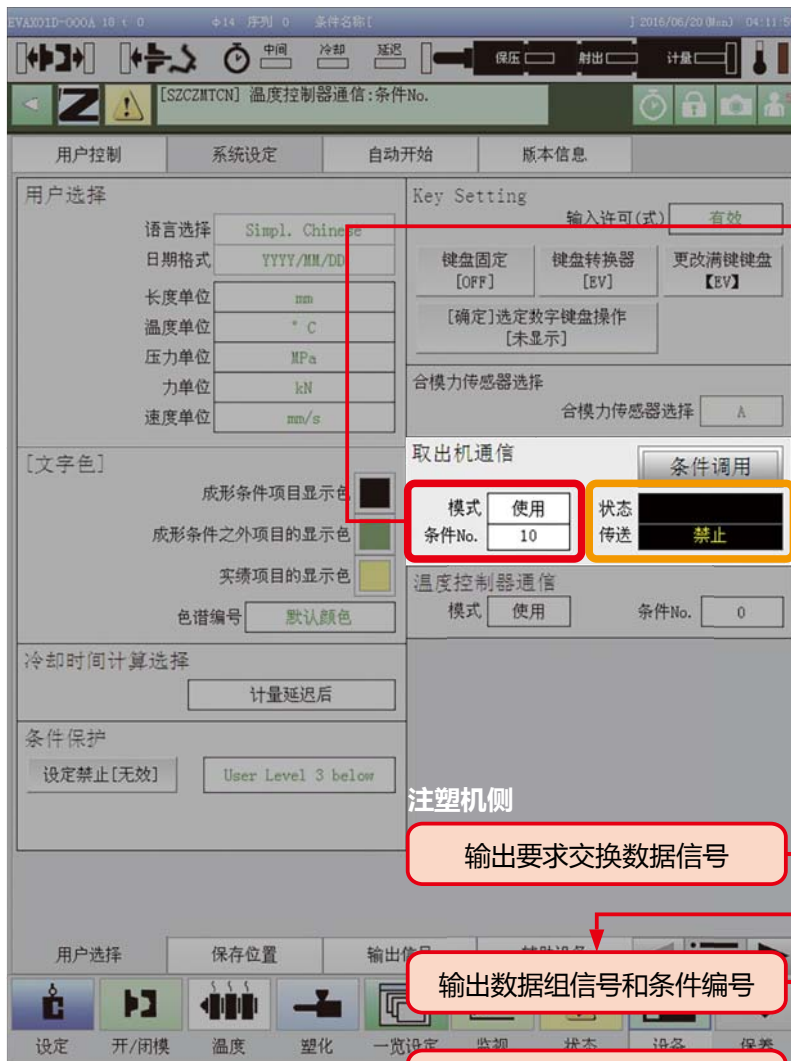 EVAX01D-000A 18 t 0 Φ14 序列 0 条件名称[ ] 2016/06/20(Mon) 04:11:5
中间 冷却 延迟 保压 射出 计量
[SZCZMTCN] 温度控制器通信:条件No.
用户控制 系统设定 自动开始 版本信息
用户选择
语言选择 Simpl. Chinese
日期格式 YYYY/MM/DD
长度单位 mm
温度单位 ° C
压力单位 MPa
力单位 kN
速度单位 mm/s
[文字色]
成形条件项目显示色
成形条件之外项目的显示色
实绩项目的显示色
色谱编号 默认颜色
冷却时间计算选择
计量延迟后
条件保护
设定禁止[无效] User Level 3 below
Key Setting
输入许可(式) 有效
键盘固定 [OFF]
键盘转换器 [EV]
更改满键键盘 【EV】
[确定]选定数字键盘操作 [未显示]
合模力传感器选择
合模力传感器选择 A
取出机通信
条件调用
模式 使用 状态
条件No. 10 传送 禁止
温度控制器通信
模式 使用 条件No. 0
注塑机侧
输出要求交换数据信号
输出数据组信号和条件编号
用户选择 保存位置
设定 开/闭模 温度 塑化 一览设定 监视 状态 设备 保养